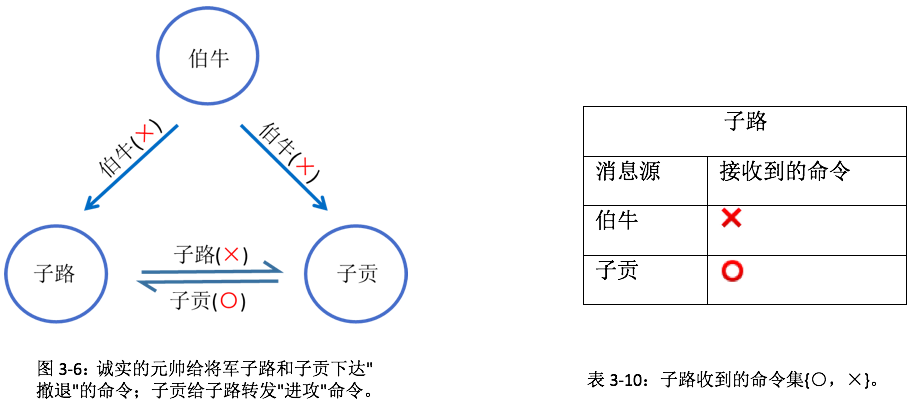 伯牛
伯牛(×)
伯牛(×)
子路
子路(×)
子贡(〇)
子贡
图 3-6：诚实的元帅给将军子路和子贡下达"
撤退"的命令；子贡给子路转发"进攻"命令。
子路
消息源 接收到的命令
伯牛 ×
子贡 〇
表 3-10：子路收到的命令集{〇，×}。